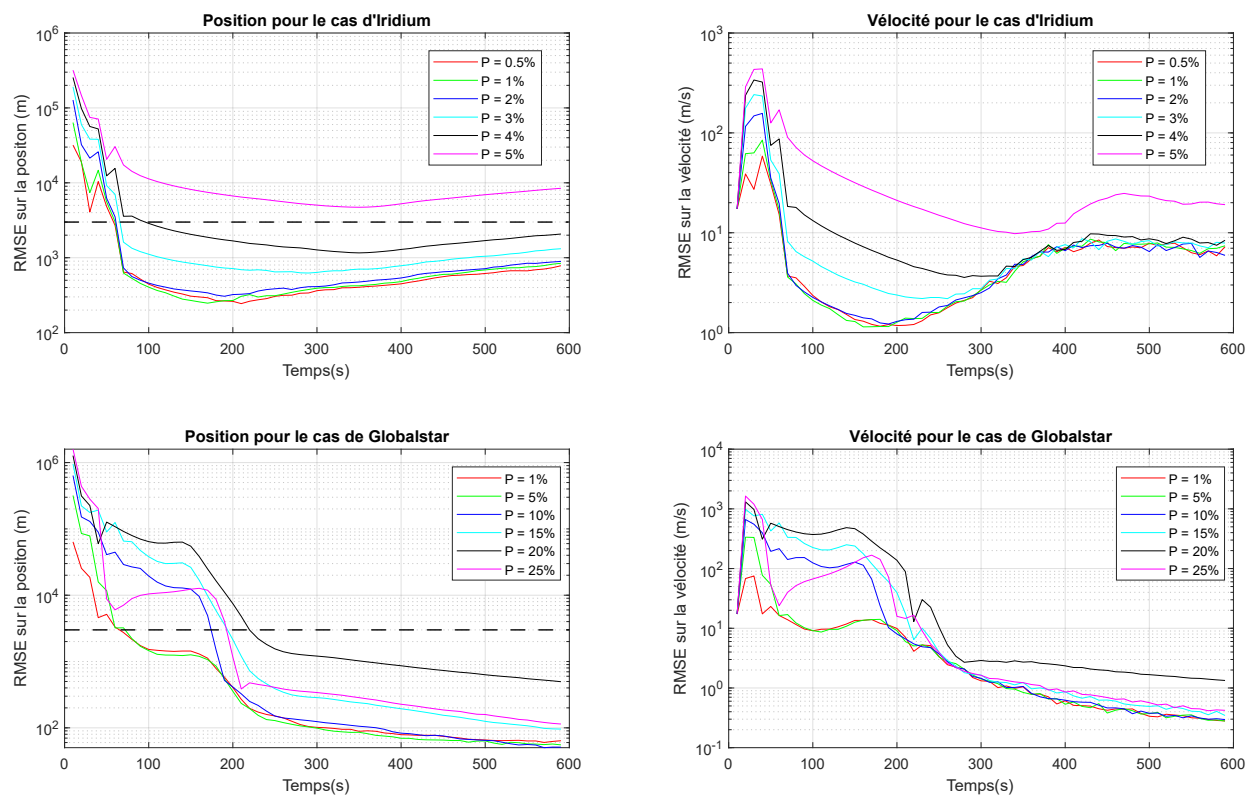 Position pour le cas d'Iridium
RMSE sur la positon (m)
10^6
10^5
10^4
10^3
10^2
0 100 200 300 400 500 600
Temps(s)
P = 0.5%
P = 1%
P = 2%
P = 3%
P = 4%
P = 5%
Vélocité pour le cas d'Iridium
RMSE sur la vélocité (m/s)
10^3
10^2
10^1
10^0
0 100 200 300 400 500 600
Temps(s)
P = 0.5%
P = 1%
P = 2%
P = 3%
P = 4%
P = 5%
Position pour le cas de Globalstar
RMSE sur la positon (m)
10^6
10^4
10^2
0 100 200 300 400 500 600
Temps(s)
P = 1%
P = 5%
P = 10%
P = 15%
P = 20%
P = 25%
Vélocité pour le cas de Globalstar
RMSE sur la vélocité (m/s)
10^4
10^3
10^2
10^1
10^0
10^-1
0 100 200 300 400 500 600
Temps(s)
P = 1%
P = 5%
P = 10%
P = 15%
P = 20%
P = 25%